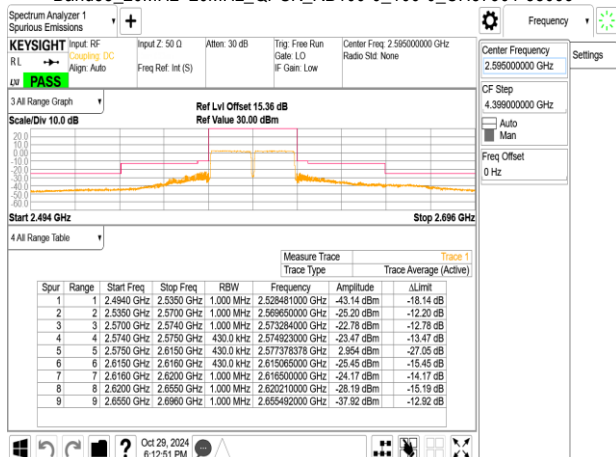 Spectrum Analyzer 1
Spurious Emissions
Frequency
Settings
KEYSIGHT
RL
PASS
Input: RF
Coupling: DC
Align: Auto
Input Z: 50 Ω
Freq Ref: Int (S)
Atten: 30 dB
Trig: Free Run
Gate: LO
IF Gain: Low
Center Freq: 2.595000000 GHz
Radio Std: None
Center Frequency
2.595000000 GHz
CF Step
4.399000000 GHz
Auto
Man
Freq Offset
0 Hz
3 All Range Graph
Scale/Div 10.0 dB
Ref Lvl Offset 15.36 dB
Ref Value 30.00 dBm
20.0
10.0
0.00
-10.0
-20.0
-30.0
-40.0
-50.0
-60.0
Start 2.494 GHz
Stop 2.696 GHz
4 All Range Table
Measure Trace Trace 1
Trace Type Trace Average (Active)
Spur Range Start Freq Stop Freq RBW Frequency Amplitude ΔLimit
1 1 2.4940 GHz 2.5350 GHz 1.000 MHz 2.528481000 GHz -43.14 dBm -18.14 dB
2 2 2.5350 GHz 2.5700 GHz 1.000 MHz 2.569650000 GHz -25.20 dBm -12.20 dB
3 3 2.5700 GHz 2.5740 GHz 1.000 MHz 2.573284000 GHz -22.78 dBm -12.78 dB
4 4 2.5740 GHz 2.5750 GHz 430.0 kHz 2.574923000 GHz -23.47 dBm -13.47 dB
5 5 2.5750 GHz 2.6150 GHz 430.0 kHz 2.577378378 GHz 2.954 dBm -27.05 dB
6 6 2.6150 GHz 2.6160 GHz 430.0 kHz 2.615065000 GHz -25.45 dBm -15.45 dB
7 7 2.6160 GHz 2.6200 GHz 1.000 MHz 2.616500000 GHz -24.17 dBm -14.17 dB
8 8 2.6200 GHz 2.6550 GHz 1.000 MHz 2.620210000 GHz -28.19 dBm -15.19 dB
9 9 2.6550 GHz 2.6960 GHz 1.000 MHz 2.655492000 GHz -37.92 dBm -12.92 dB
Oct 29, 2024
6:12:51 PM